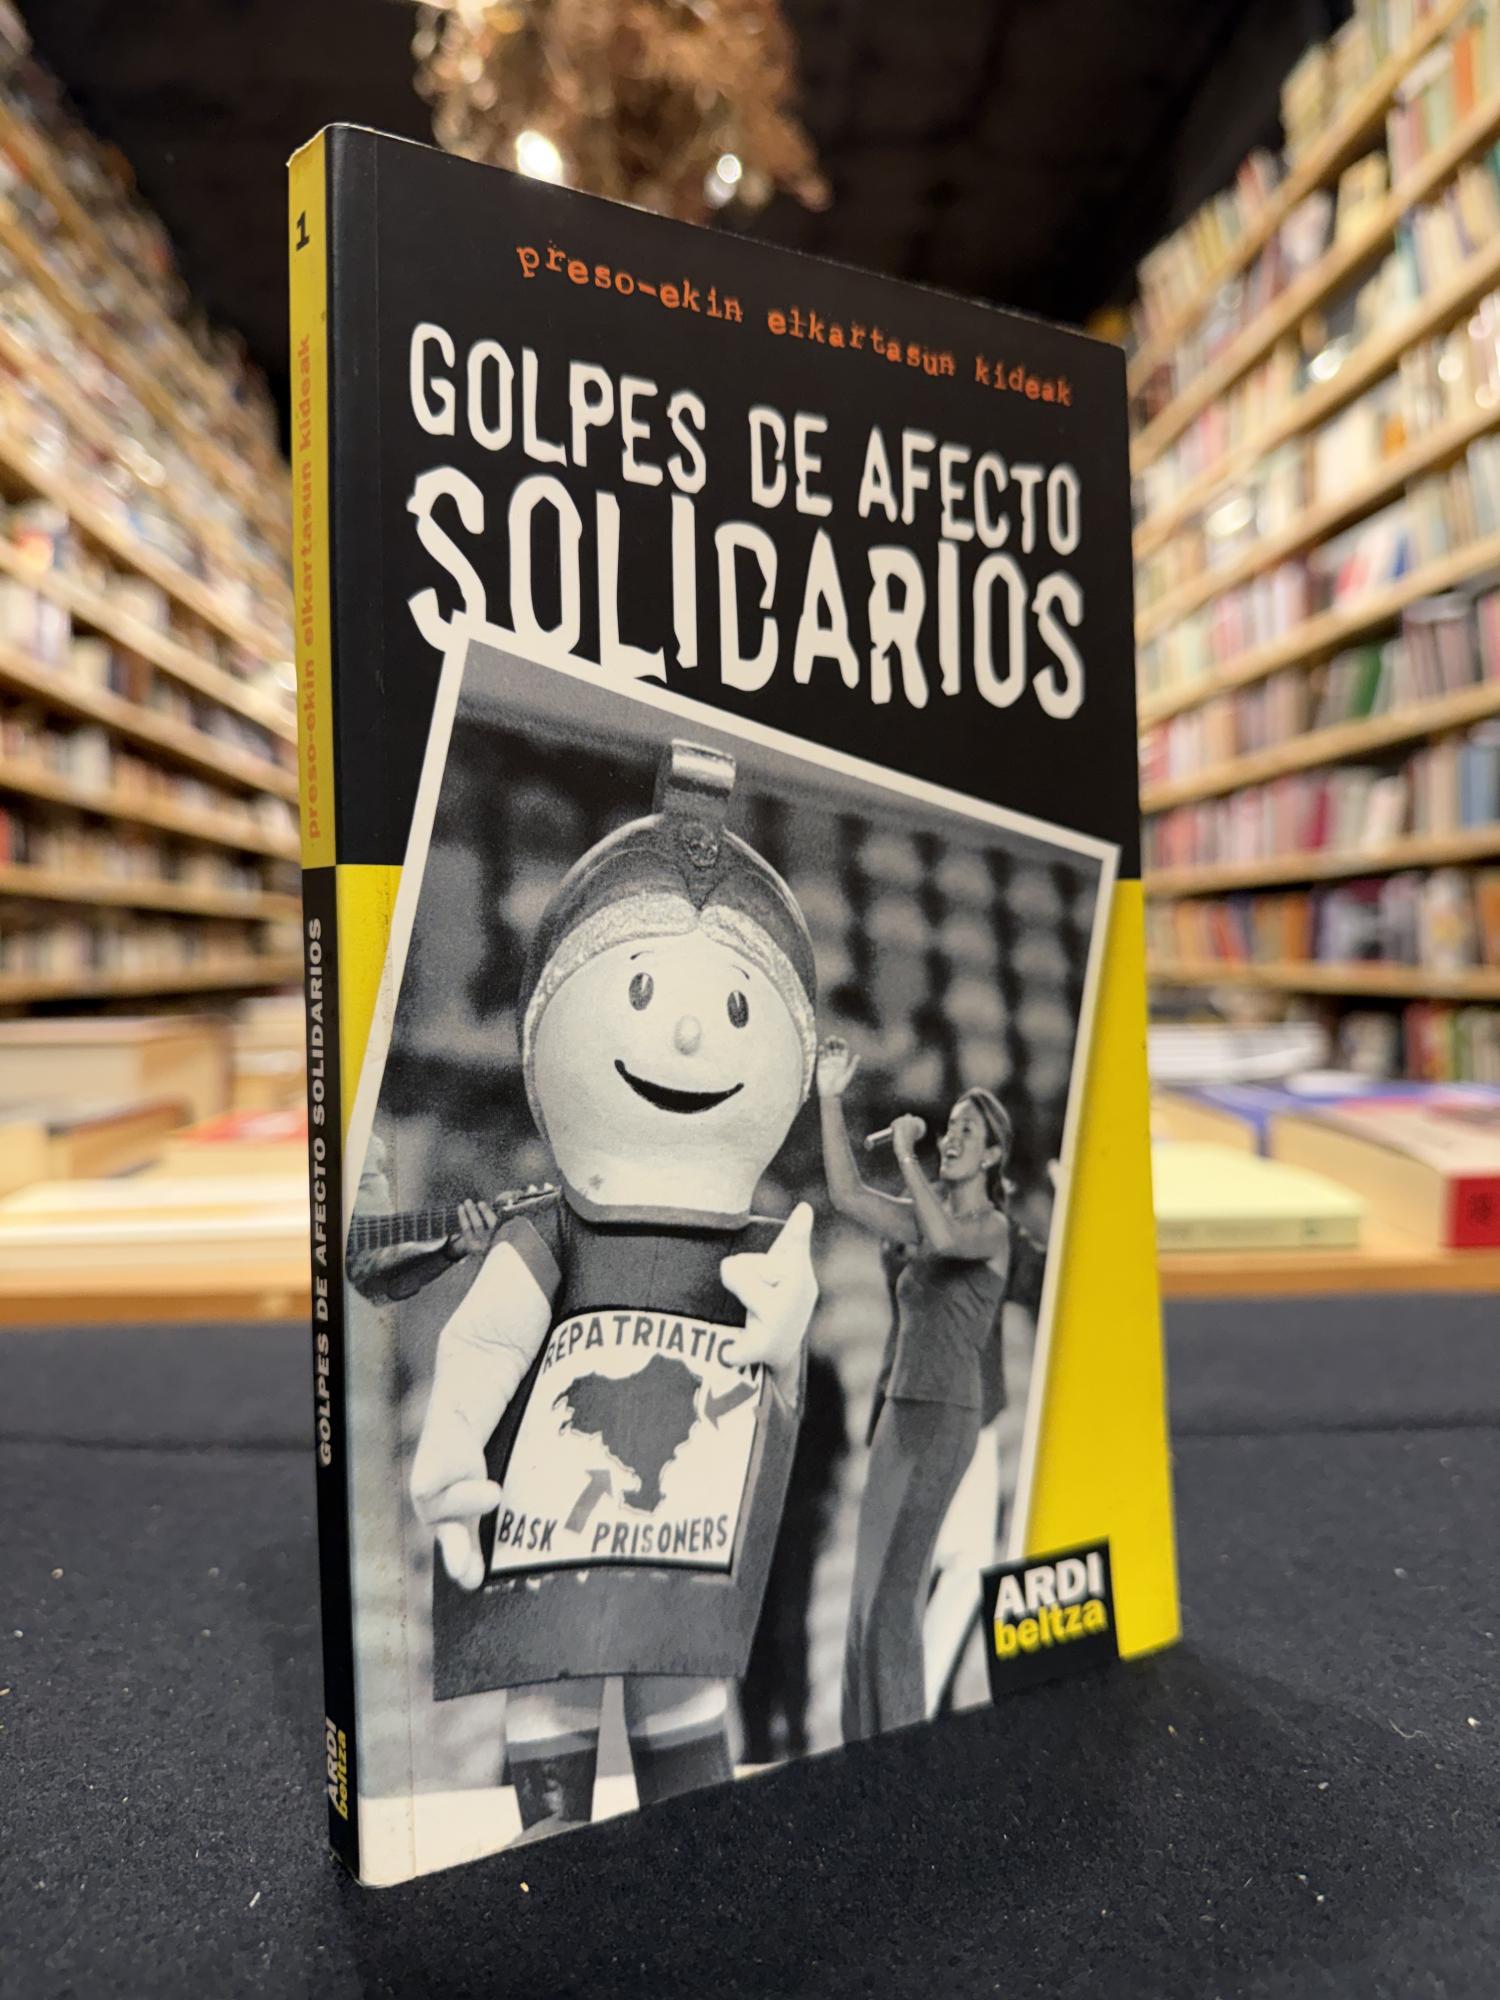 1
preso-ekin elkartasun kideak
GOLPES DE AFECTO SOLIDARIOS
ARDI
beltza
preso-ekin elkartasun kideak
GOLPES DE AFECTO
SOLIDARIOS
REPATRIATION
BASK PRISONERS
ARDI
beltza